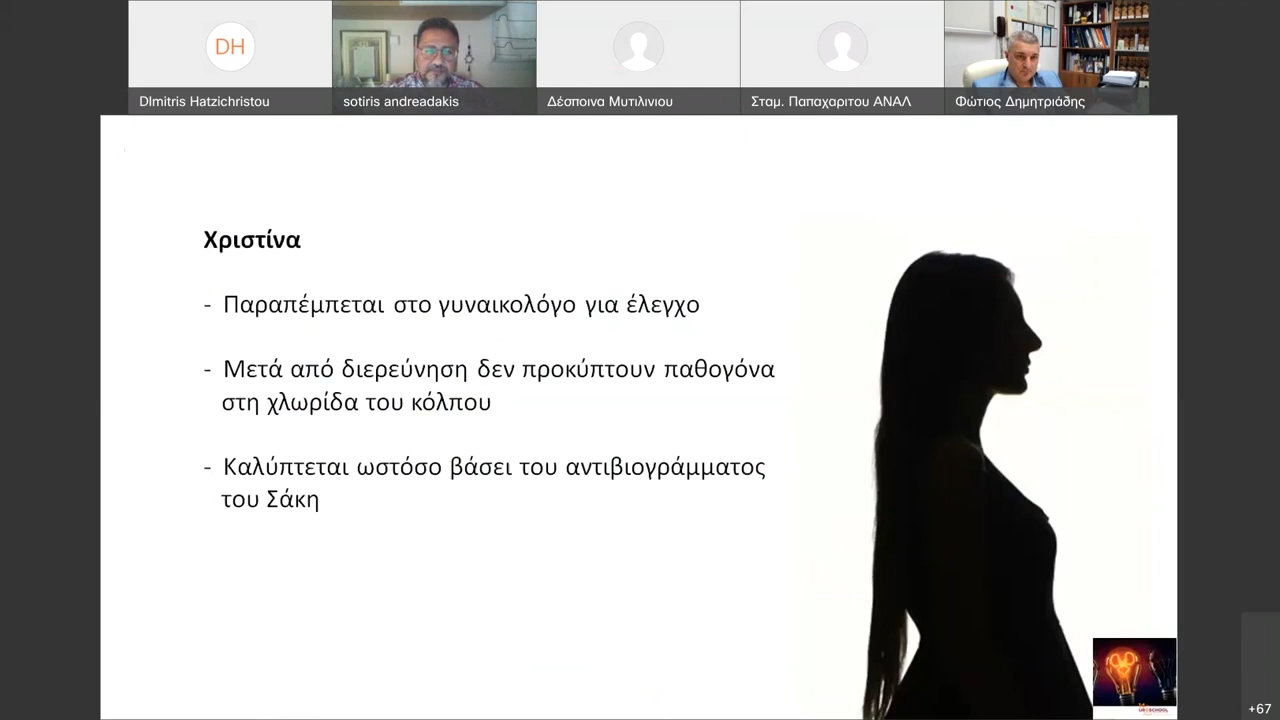 DH
DImitris Hatzichristou
sotiris andreadakis
Δέσποινα Μυτιλινιου
Σταμ. Παπαχαριτου ΑΝΑΛ
Φώτιος Δημητριάδης
Χριστίνα
- Παραπέμπεται στο γυναικολόγο για έλεγχο
- Μετά από διερεύνηση δεν προκύπτουν παθογόνα
στη χλωρίδα του κόλπου
- Καλύπτεται ωστόσο βάσει του αντιβιογράμματος
του Σάκη
UROSCHOOL
+67